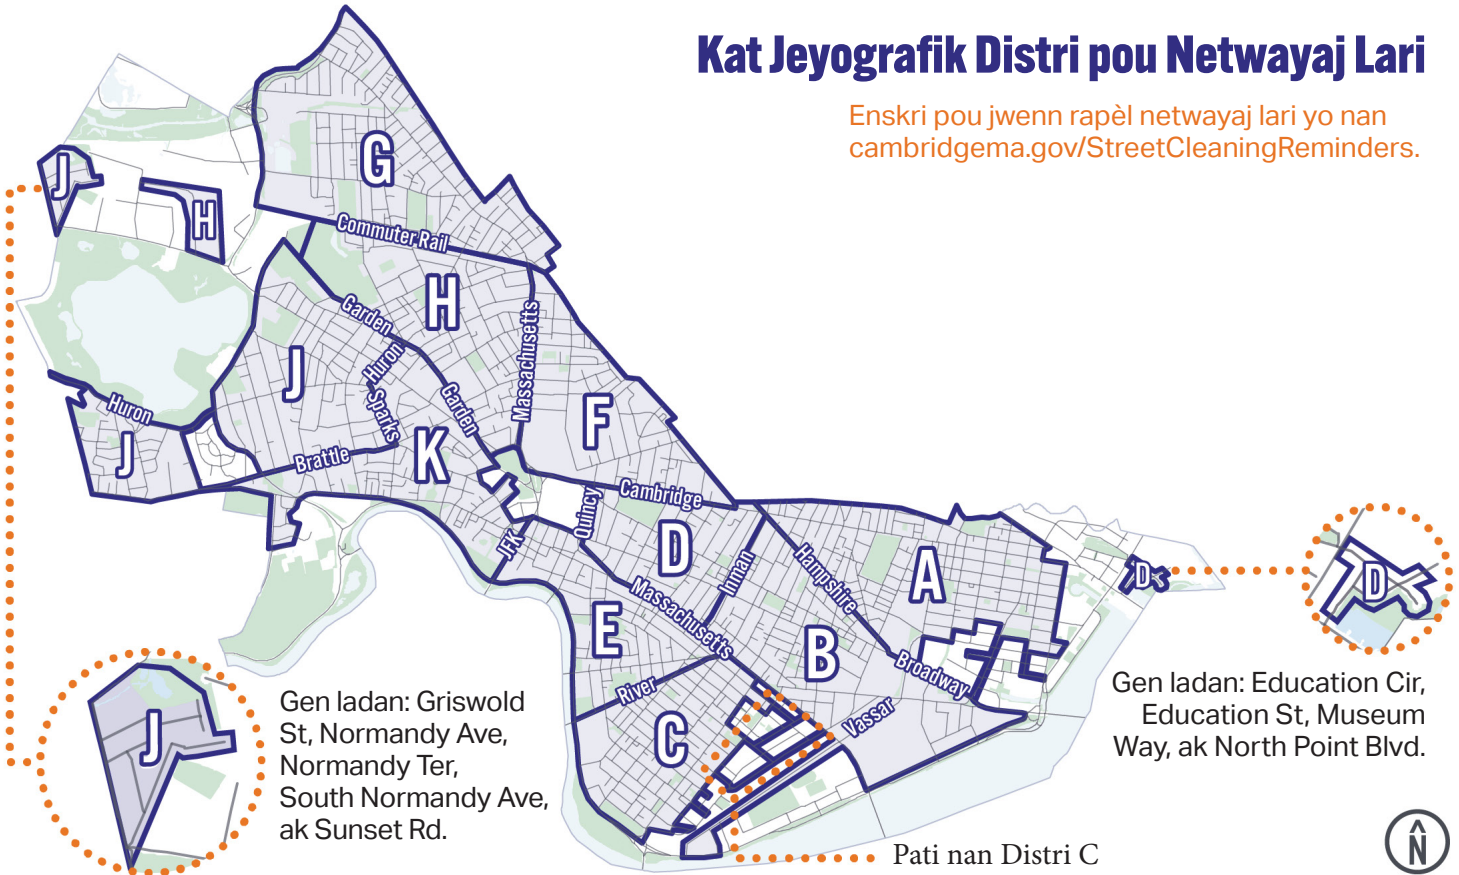 Kat Jeyografik Distri pou Netwayaj Lari
Enskri pou jwenn rapèl netwayaj lari yo nan
cambridgema.gov/StreetCleaningReminders.
G
J
H
Commuter Rail
H
Garden
Massachusetts
Huron
J
Garden
Sparks
Huron
F
J
Brattle
K
Cambridge
Quincy
JFK
D
Inman
Hampshire
A
D
D
Massachusetts
E
B
Broadway
River
Vassar
C
J
Gen ladan: Griswold
St, Normandy Ave,
Normandy Ter,
South Normandy Ave,
ak Sunset Rd.
Gen ladan: Education Cir,
Education St, Museum
Way, ak North Point Blvd.
Pati nan Distri C
N